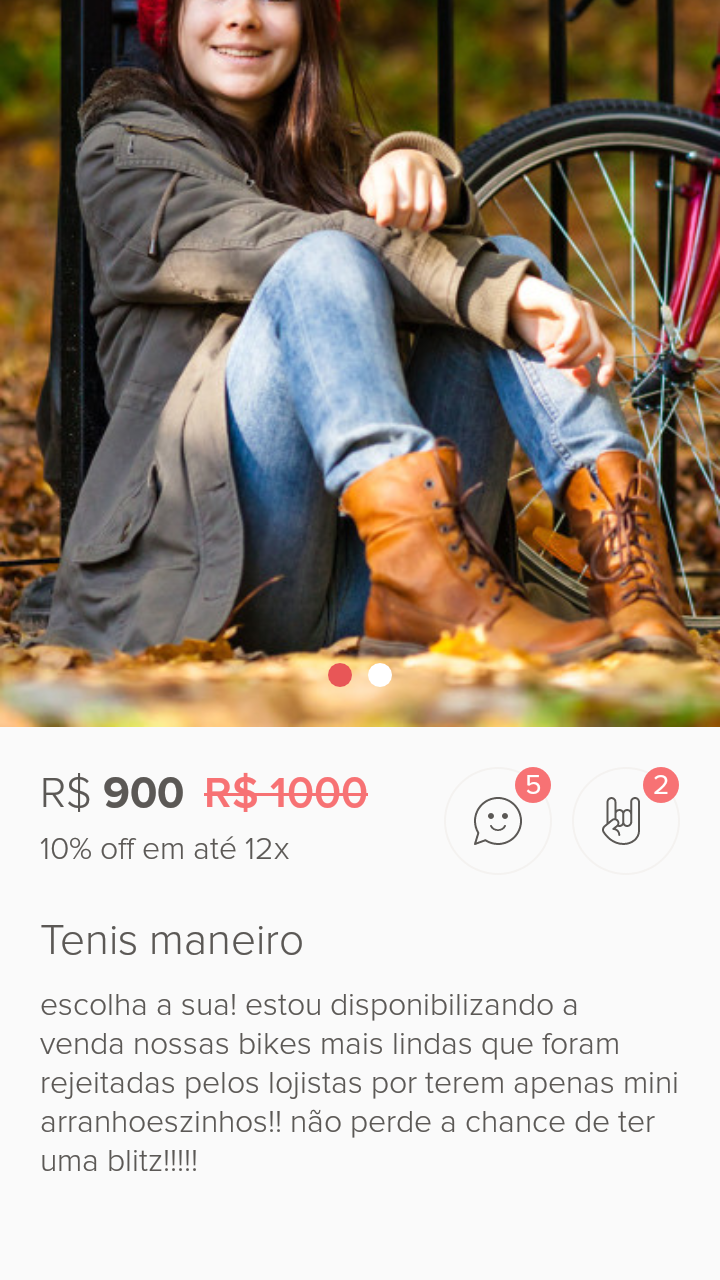 R$ 900 R$ 1000
5
2
10% off em até 12x
Tenis maneiro
escolha a sua! estou disponibilizando a
venda nossas bikes mais lindas que foram
rejeitadas pelos lojistas por terem apenas mini
arranhoeszinhos!! não perde a chance de ter
uma blitz!!!!!